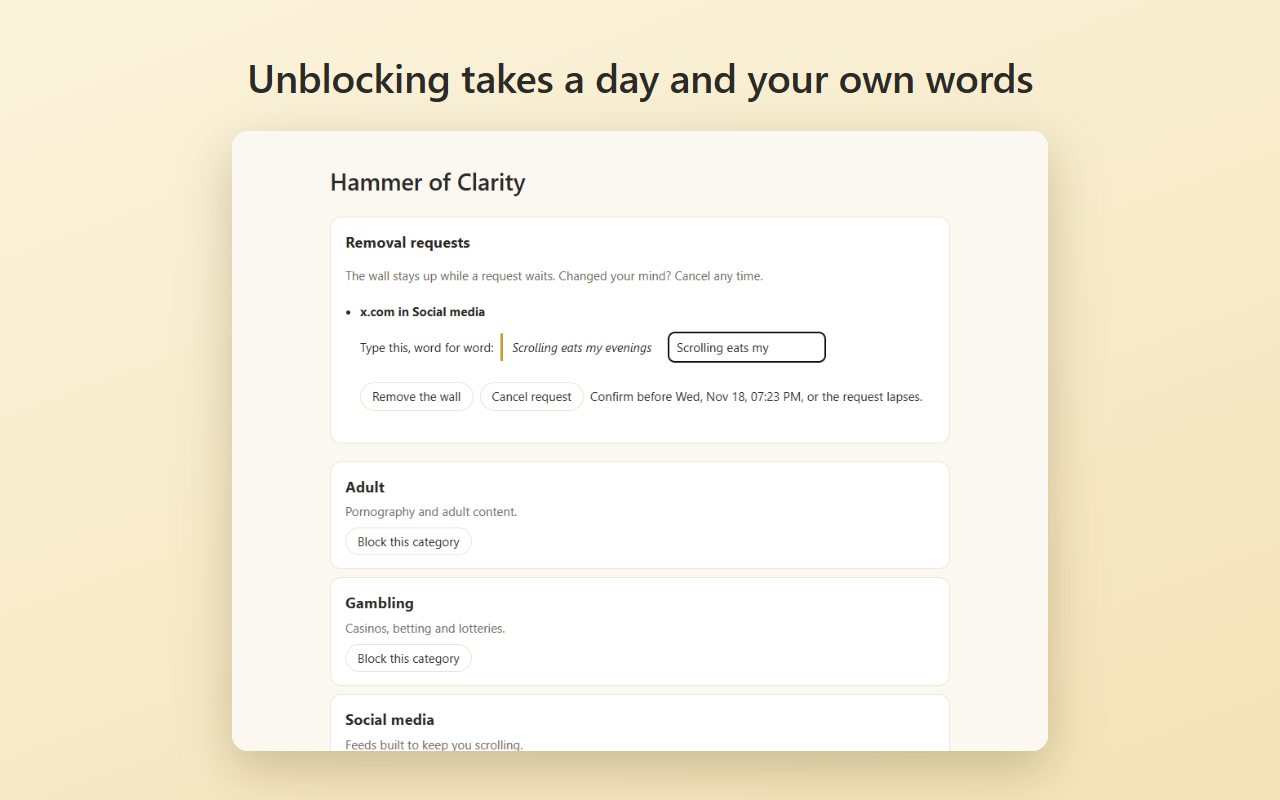 Unblocking takes a day and your own words
Hammer of Clarity
Removal requests
The wall stays up while a request waits. Changed your mind? Cancel any time.
• x.com in Social media
Type this, word for word: Scrolling eats my evenings Scrolling eats my
Remove the wall Cancel request Confirm before Wed, Nov 18, 07:23 PM, or the request lapses.
Adult
Pornography and adult content.
Block this category
Gambling
Casinos, betting and lotteries.
Block this category
Social media
Feeds built to keep you scrolling.